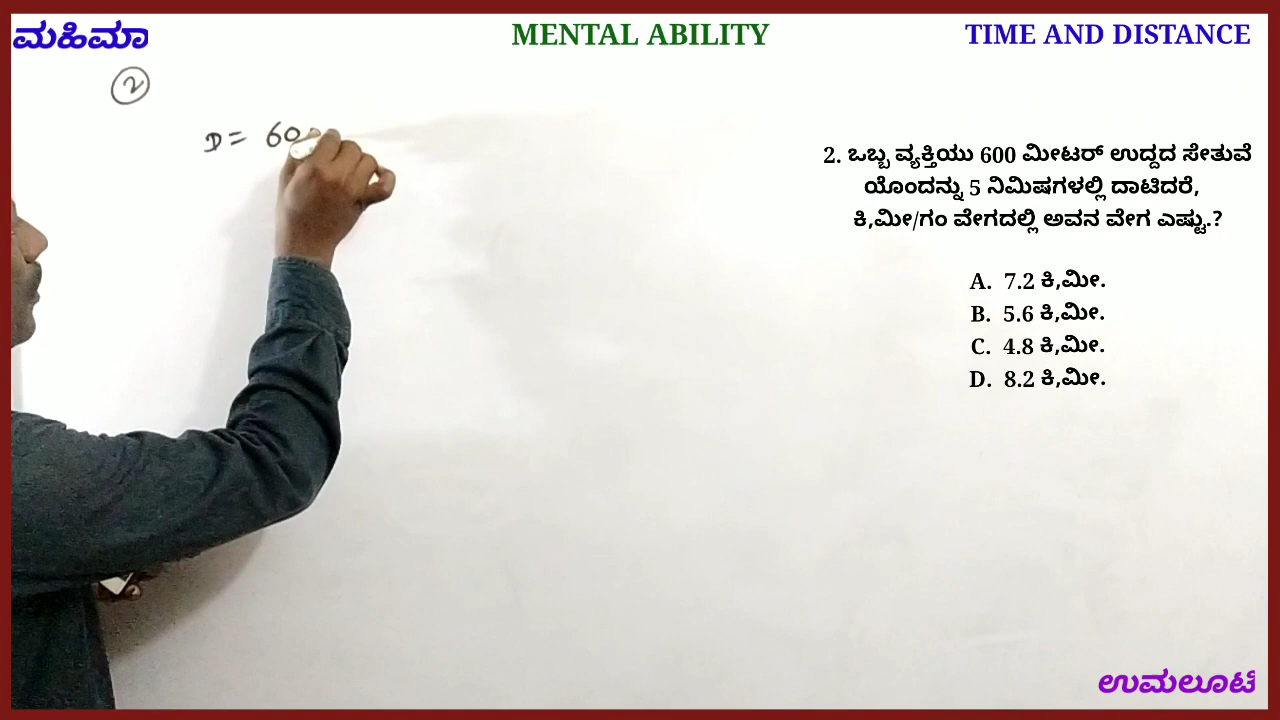 ಮಹಿಮಾ
MENTAL ABILITY
TIME AND DISTANCE
2
D = 600
2. ಒಬ್ಬ ವ್ಯಕ್ತಿಯು 600 ಮೀಟರ್ ಉದ್ದದ ಸೇತುವೆ
ಯೊಂದನ್ನು 5 ನಿಮಿಷಗಳಲ್ಲಿ ದಾಟಿದರೆ,
ಕಿ,ಮೀ/ಗಂ ವೇಗದಲ್ಲಿ ಅವನ ವೇಗ ಎಷ್ಟು.?
A. 7.2 ಕಿ,ಮೀ.
B. 5.6 ಕಿ,ಮೀ.
C. 4.8 ಕಿ,ಮೀ.
D. 8.2 ಕಿ,ಮೀ.
ಉಮಲೂಟಿ